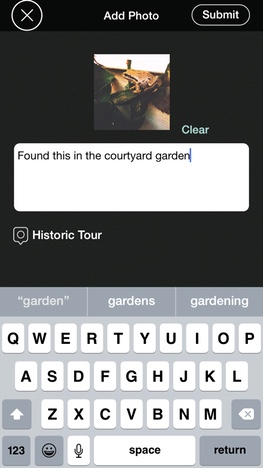 Add Photo
Submit
Clear
Found this in the courtyard garden
Historic Tour
“garden”
gardens
gardening
Q W E R T Y U I O P
A S D F G H J K L
Z X C V B N M
123
space
return